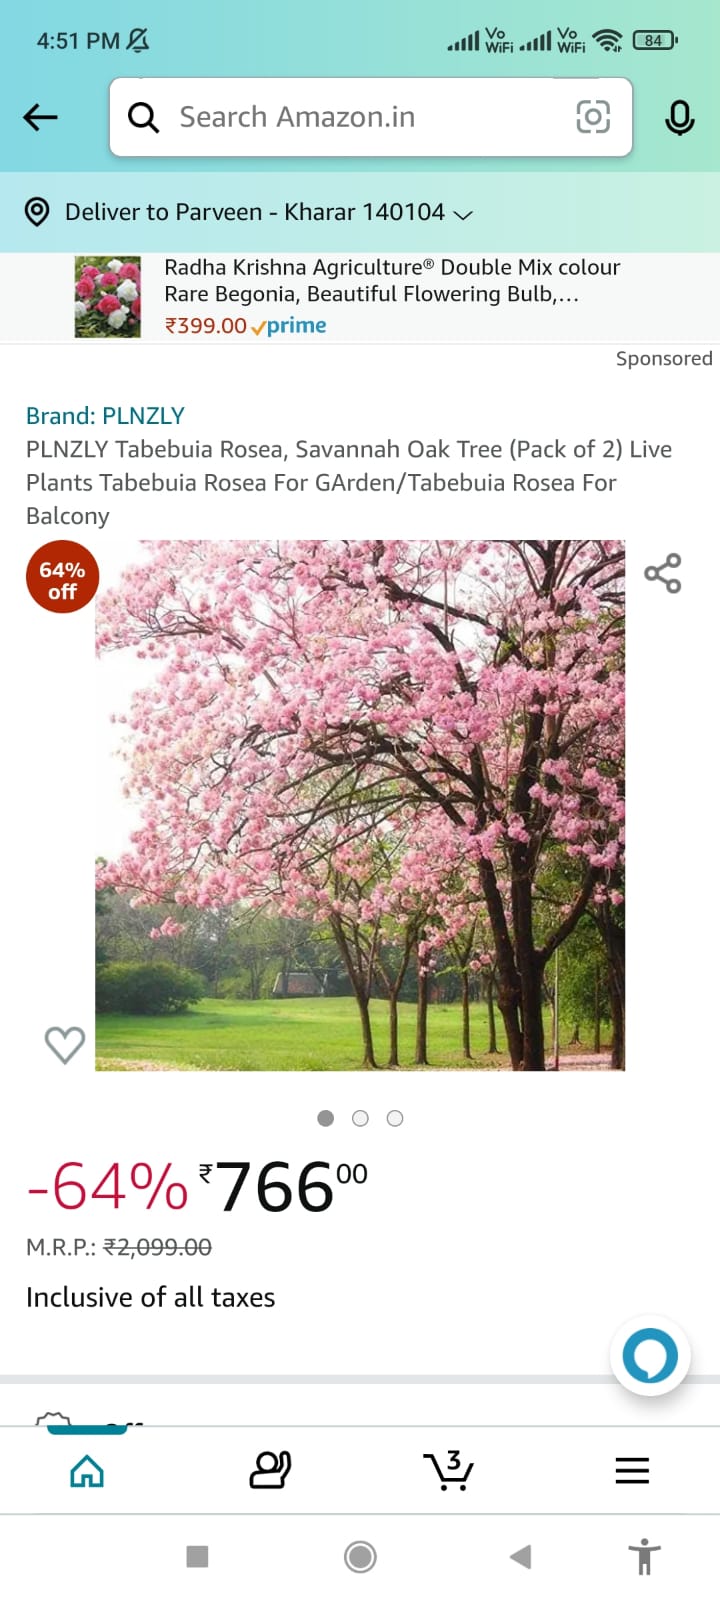 4:51 PM
Vo WiFi Vo WiFi 84
Search Amazon.in
Deliver to Parveen - Kharar 140104
Radha Krishna Agriculture® Double Mix colour
Rare Begonia, Beautiful Flowering Bulb,...
₹399.00 prime
Sponsored
Brand: PLNZLY
PLNZLY Tabebuia Rosea, Savannah Oak Tree (Pack of 2) Live
Plants Tabebuia Rosea For GArden/Tabebuia Rosea For
Balcony
64%
off
-64% ₹76600
M.R.P.: ₹2,099.00
Inclusive of all taxes
3